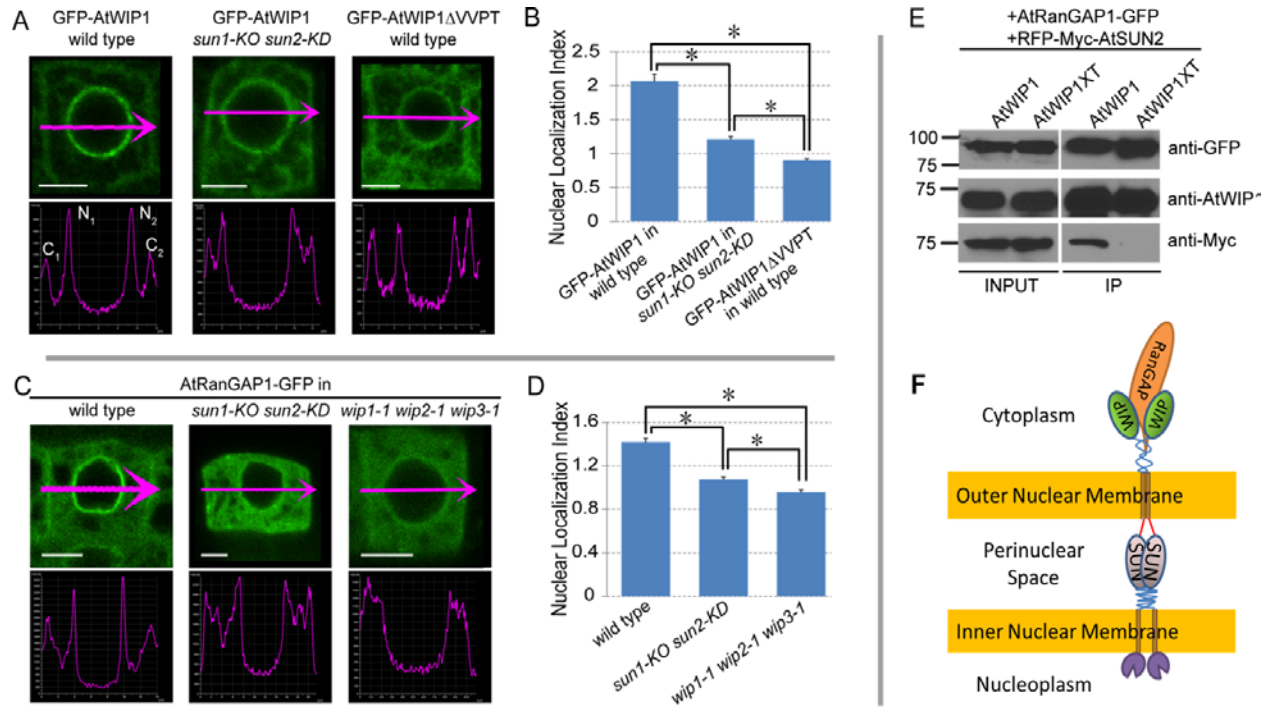 A
GFP-AtWIP1
wild type
GFP-AtWIP1
sun1-KO sun2-KD
GFP-AtWIP1ΔVVPT
wild type
C1
N1
N2
C2
B
Nuclear Localization Index
2.5
2
1.5
1
0.5
0
*
*
*
GFP-AtWIP1 in
wild type
GFP-AtWIP1 in
sun1-KO sun2-KD
GFP-AtWIP1ΔVVPT
in wild type
C
AtRanGAP1-GFP in
wild type
sun1-KO sun2-KD
wip1-1 wip2-1 wip3-1
D
Nuclear Localization Index
1.6
1.2
0.8
0.4
0
*
*
*
wild type
sun1-KO sun2-KD
wip1-1 wip2-1 wip3-1
E
+AtRanGAP1-GFP
+RFP-Myc-AtSUN2
AtWIP1
AtWIP1XT
AtWIP1
AtWIP1XT
100
75
anti-GFP
75
anti-AtWIP
75
anti-Myc
INPUT
IP
F
RanGAP
Cytoplasm
WIP
WIP
Outer Nuclear Membrane
Perinuclear
Space
SUN
SUN
Inner Nuclear Membrane
Nucleoplasm